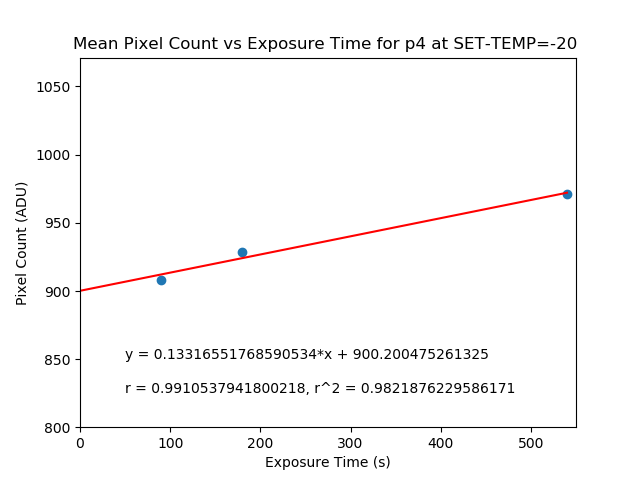 Mean Pixel Count vs Exposure Time for p4 at SET-TEMP=-20
1050
1000
950
900
850
800
Pixel Count (ADU)
y = 0.13316551768590534*x + 900.200475261325
r = 0.9910537941800218, r^2 = 0.9821876229586171
0 100 200 300 400 500
Exposure Time (s)